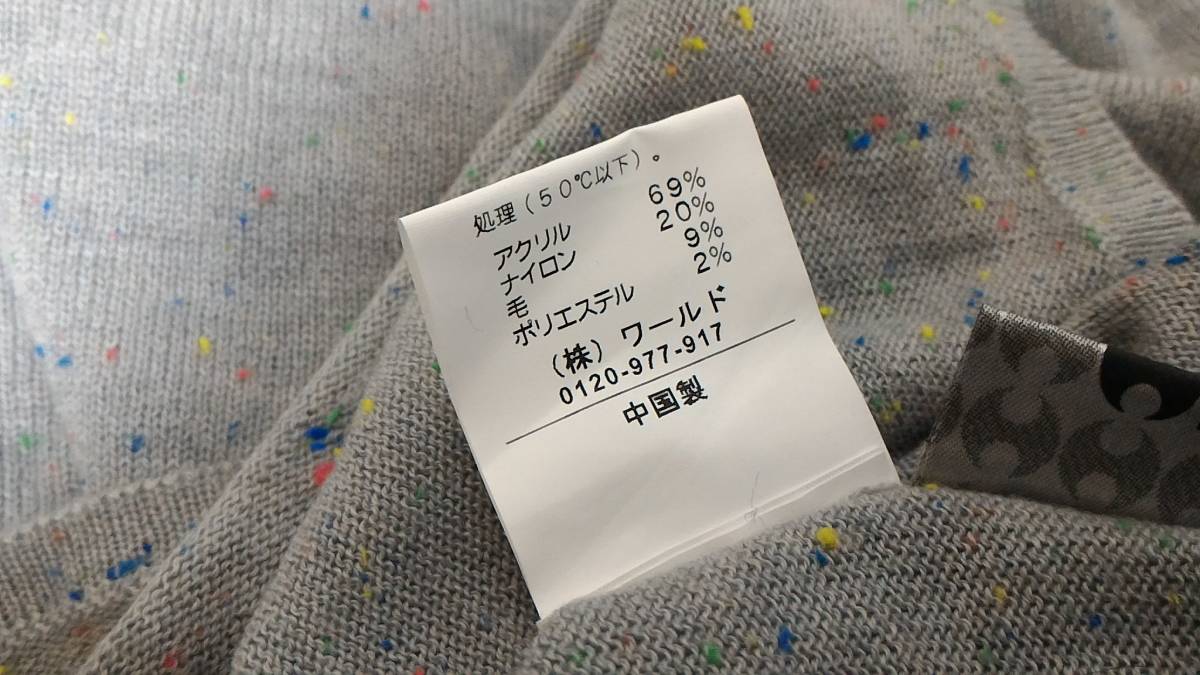 処理(50℃以下)。
アクリル 69%
ナイロン 20%
毛 9%
ポリエステル 2%
(株)ワールド
0120-977-917
中国製